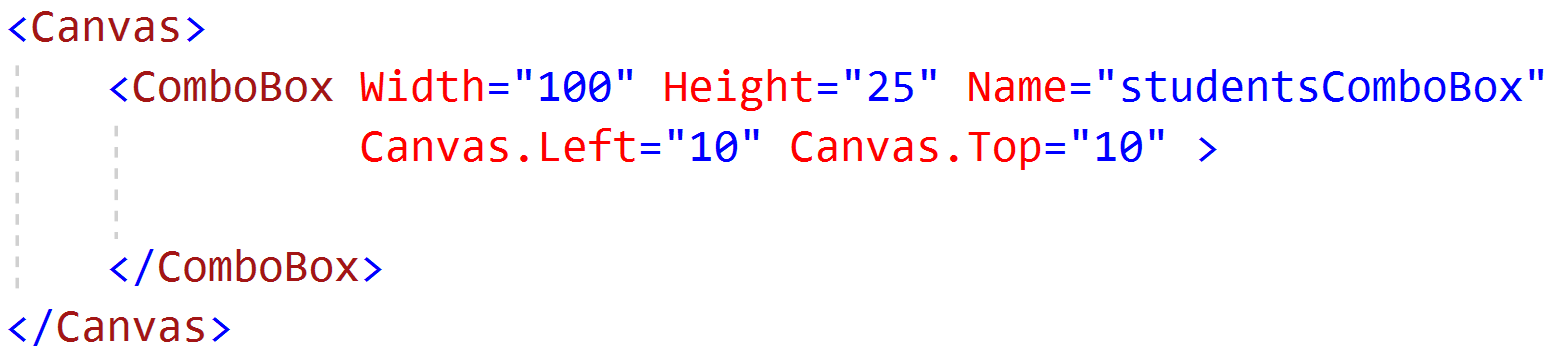 <Canvas>
<ComboBox Width="100" Height="25" Name="studentsComboBox"
Canvas.Left="10" Canvas.Top="10" >
</ComboBox>
</Canvas>